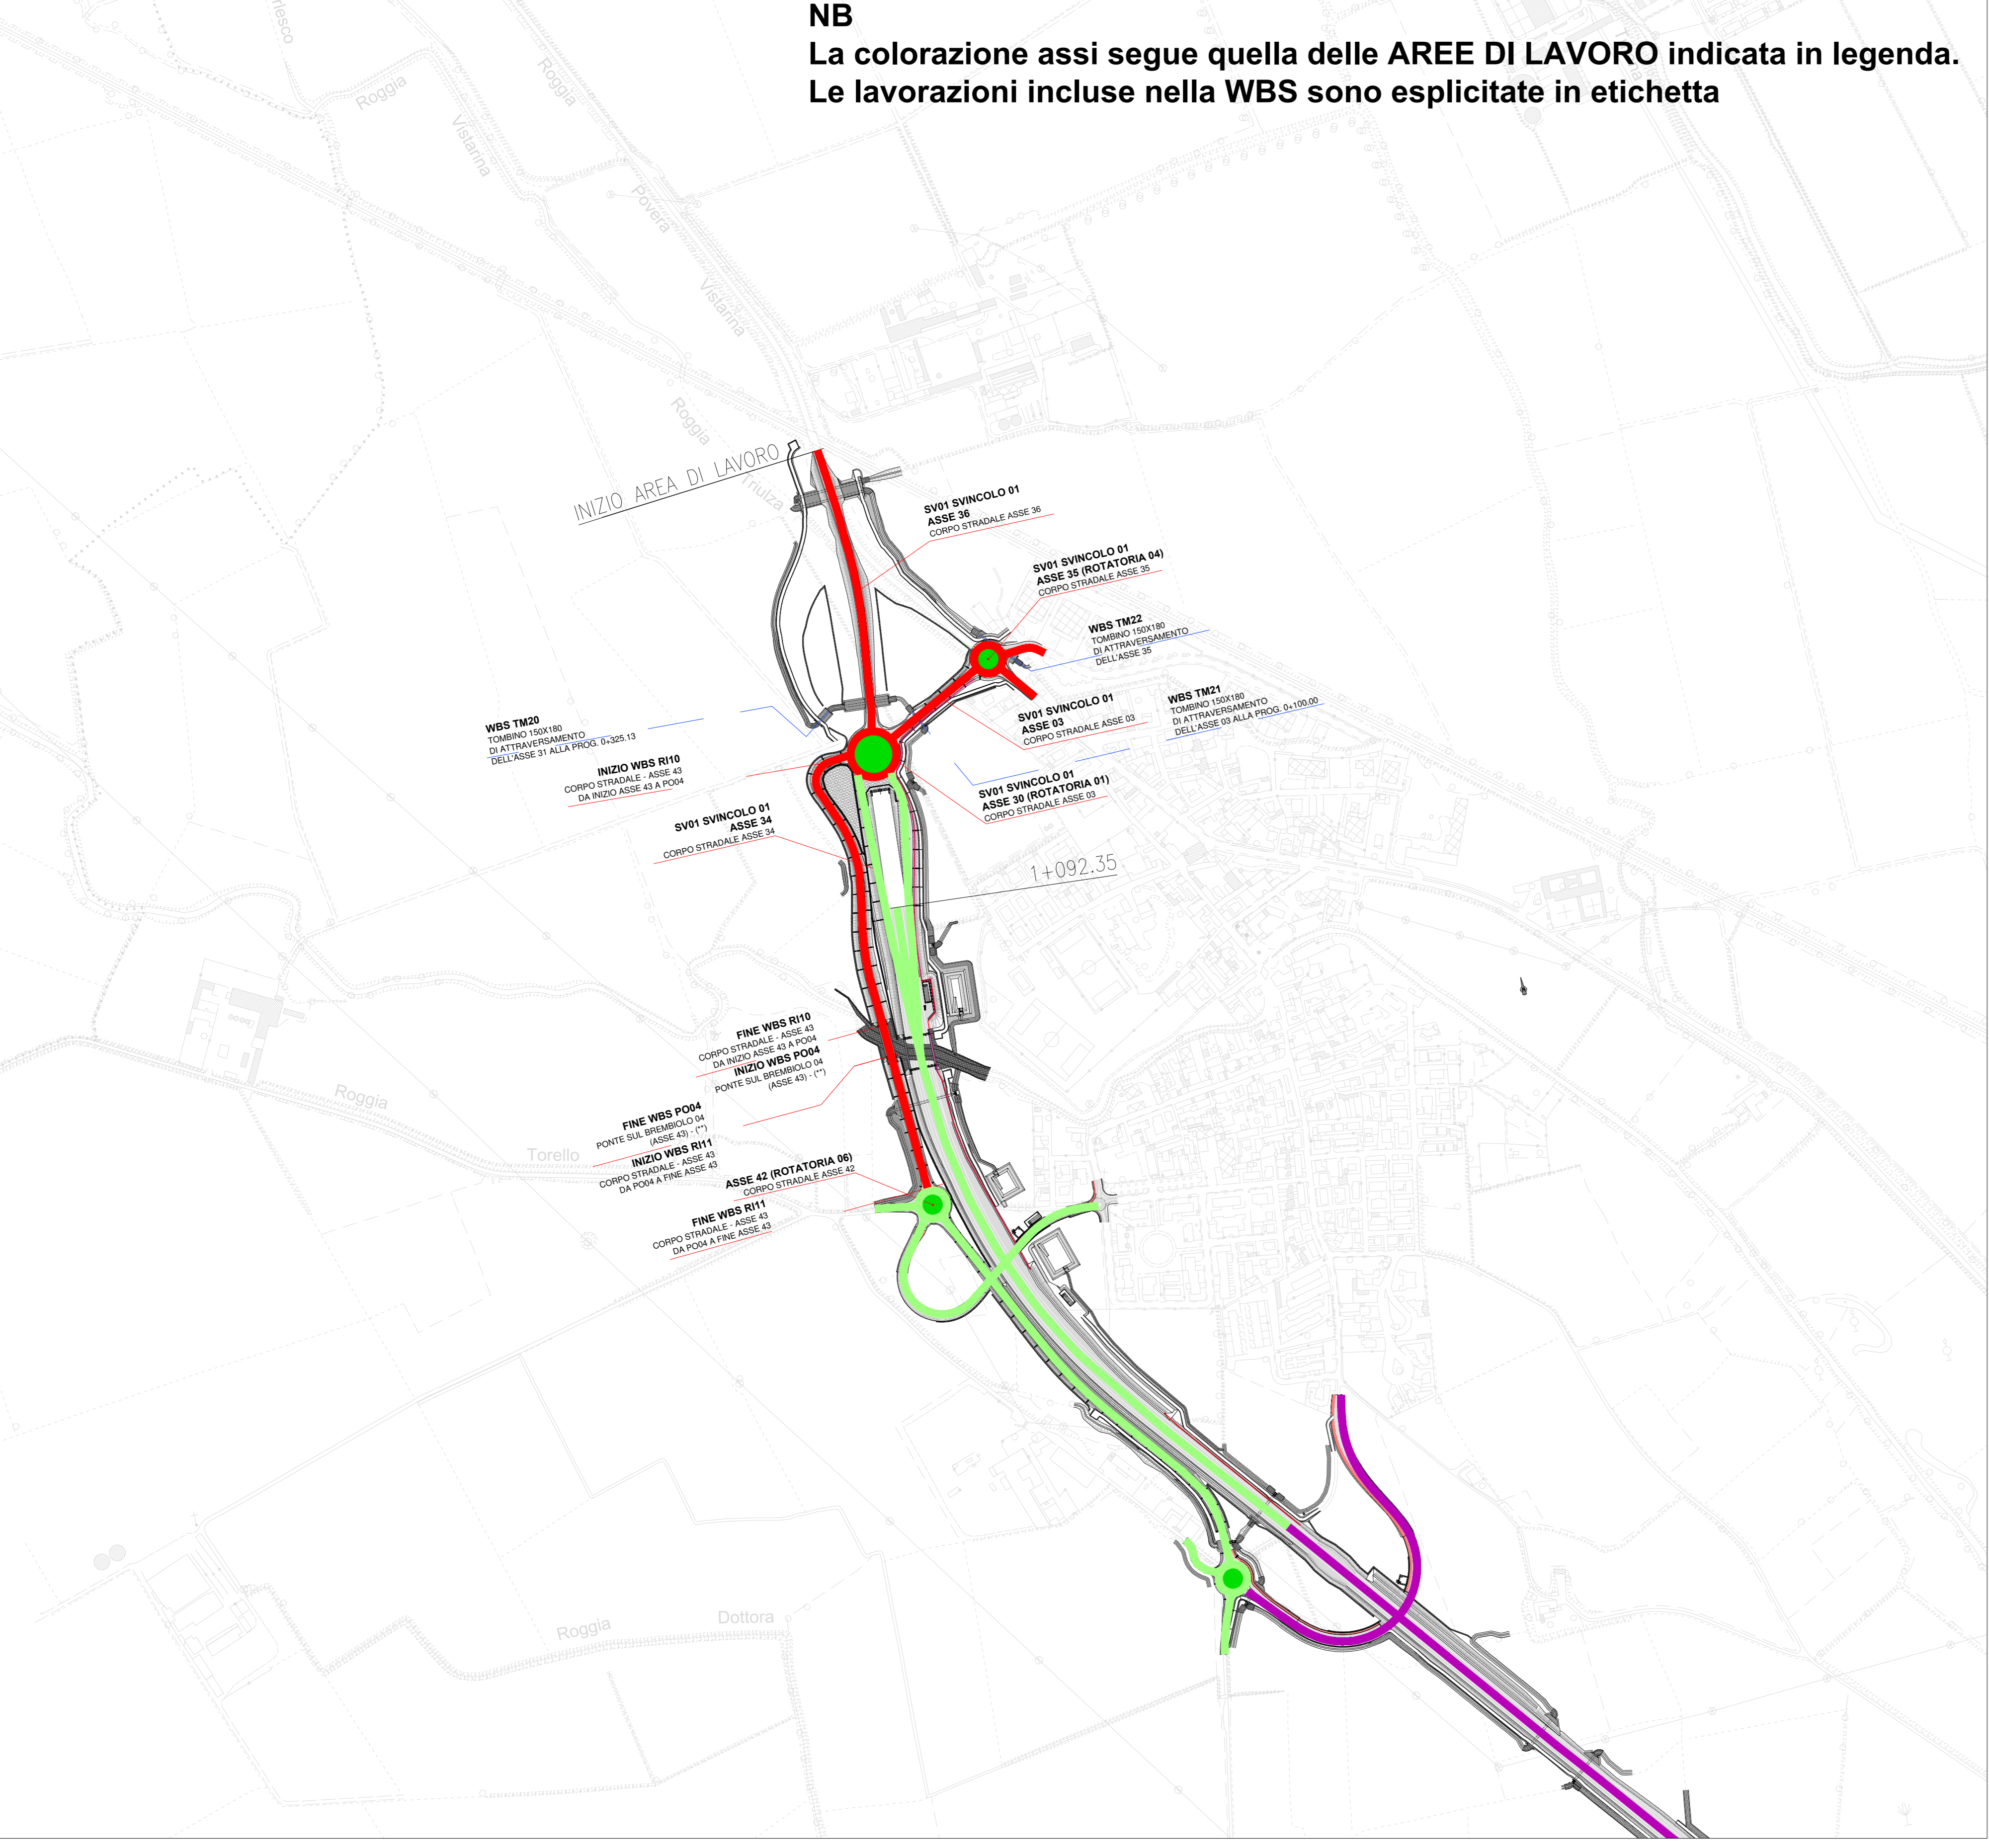 NB
La colorazione assi segue quella delle AREE DI LAVORO indicata in legenda.
Le lavorazioni incluse nella WBS sono esplicitate in etichetta
Roggia
Vistarina
Roggia
Povera
Vistarina
Roggia
Triulza
INIZIO AREA DI LAVORO
SV01 SVINCOLO 01
ASSE 36
CORPO STRADALE ASSE 36
SV01 SVINCOLO 01
ASSE 35 (ROTATORIA 04)
CORPO STRADALE ASSE 35
WBS TM22
TOMBINO 150X180
DI ATTRAVERSAMENTO
DELL'ASSE 35
WBS TM21
TOMBINO 150X180
DI ATTRAVERSAMENTO
DELL'ASSE 03 ALLA PROG. 0+100.00
SV01 SVINCOLO 01
ASSE 03
CORPO STRADALE ASSE 03
WBS TM20
TOMBINO 150X180
DI ATTRAVERSAMENTO
DELL'ASSE 31 ALLA PROG. 0+325.13
INIZIO WBS RI10
CORPO STRADALE - ASSE 43
DA INIZIO ASSE 43 A PO04
SV01 SVINCOLO 01
ASSE 30 (ROTATORIA 01)
CORPO STRADALE ASSE 03
SV01 SVINCOLO 01
ASSE 34
CORPO STRADALE ASSE 34
1+092.35
FINE WBS RI10
CORPO STRADALE - ASSE 43
DA INIZIO ASSE 43 A PO04
INIZIO WBS PO04
PONTE SUL BREMBIOLO 04
(ASSE 43) - (**)
FINE WBS PO04
PONTE SUL BREMBIOLO 04
(ASSE 43) - (**)
INIZIO WBS RI11
CORPO STRADALE - ASSE 43
DA PO04 A FINE ASSE 43
ASSE 42 (ROTATORIA 06)
CORPO STRADALE ASSE 42
FINE WBS RI11
CORPO STRADALE - ASSE 43
DA PO04 A FINE ASSE 43
Roggia
Torello
Roggia
Dottora